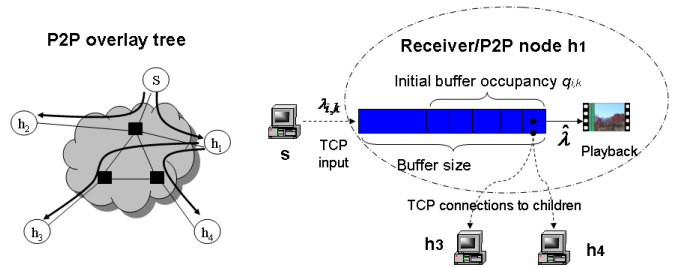 P2P overlay tree
S
h2
h1
h3
h4
Receiver/P2P node h1
Initial buffer occupancy qi,k
λi,k
s
TCP
input
Buffer size
λ̂
Playback
TCP connections to children
h3
h4